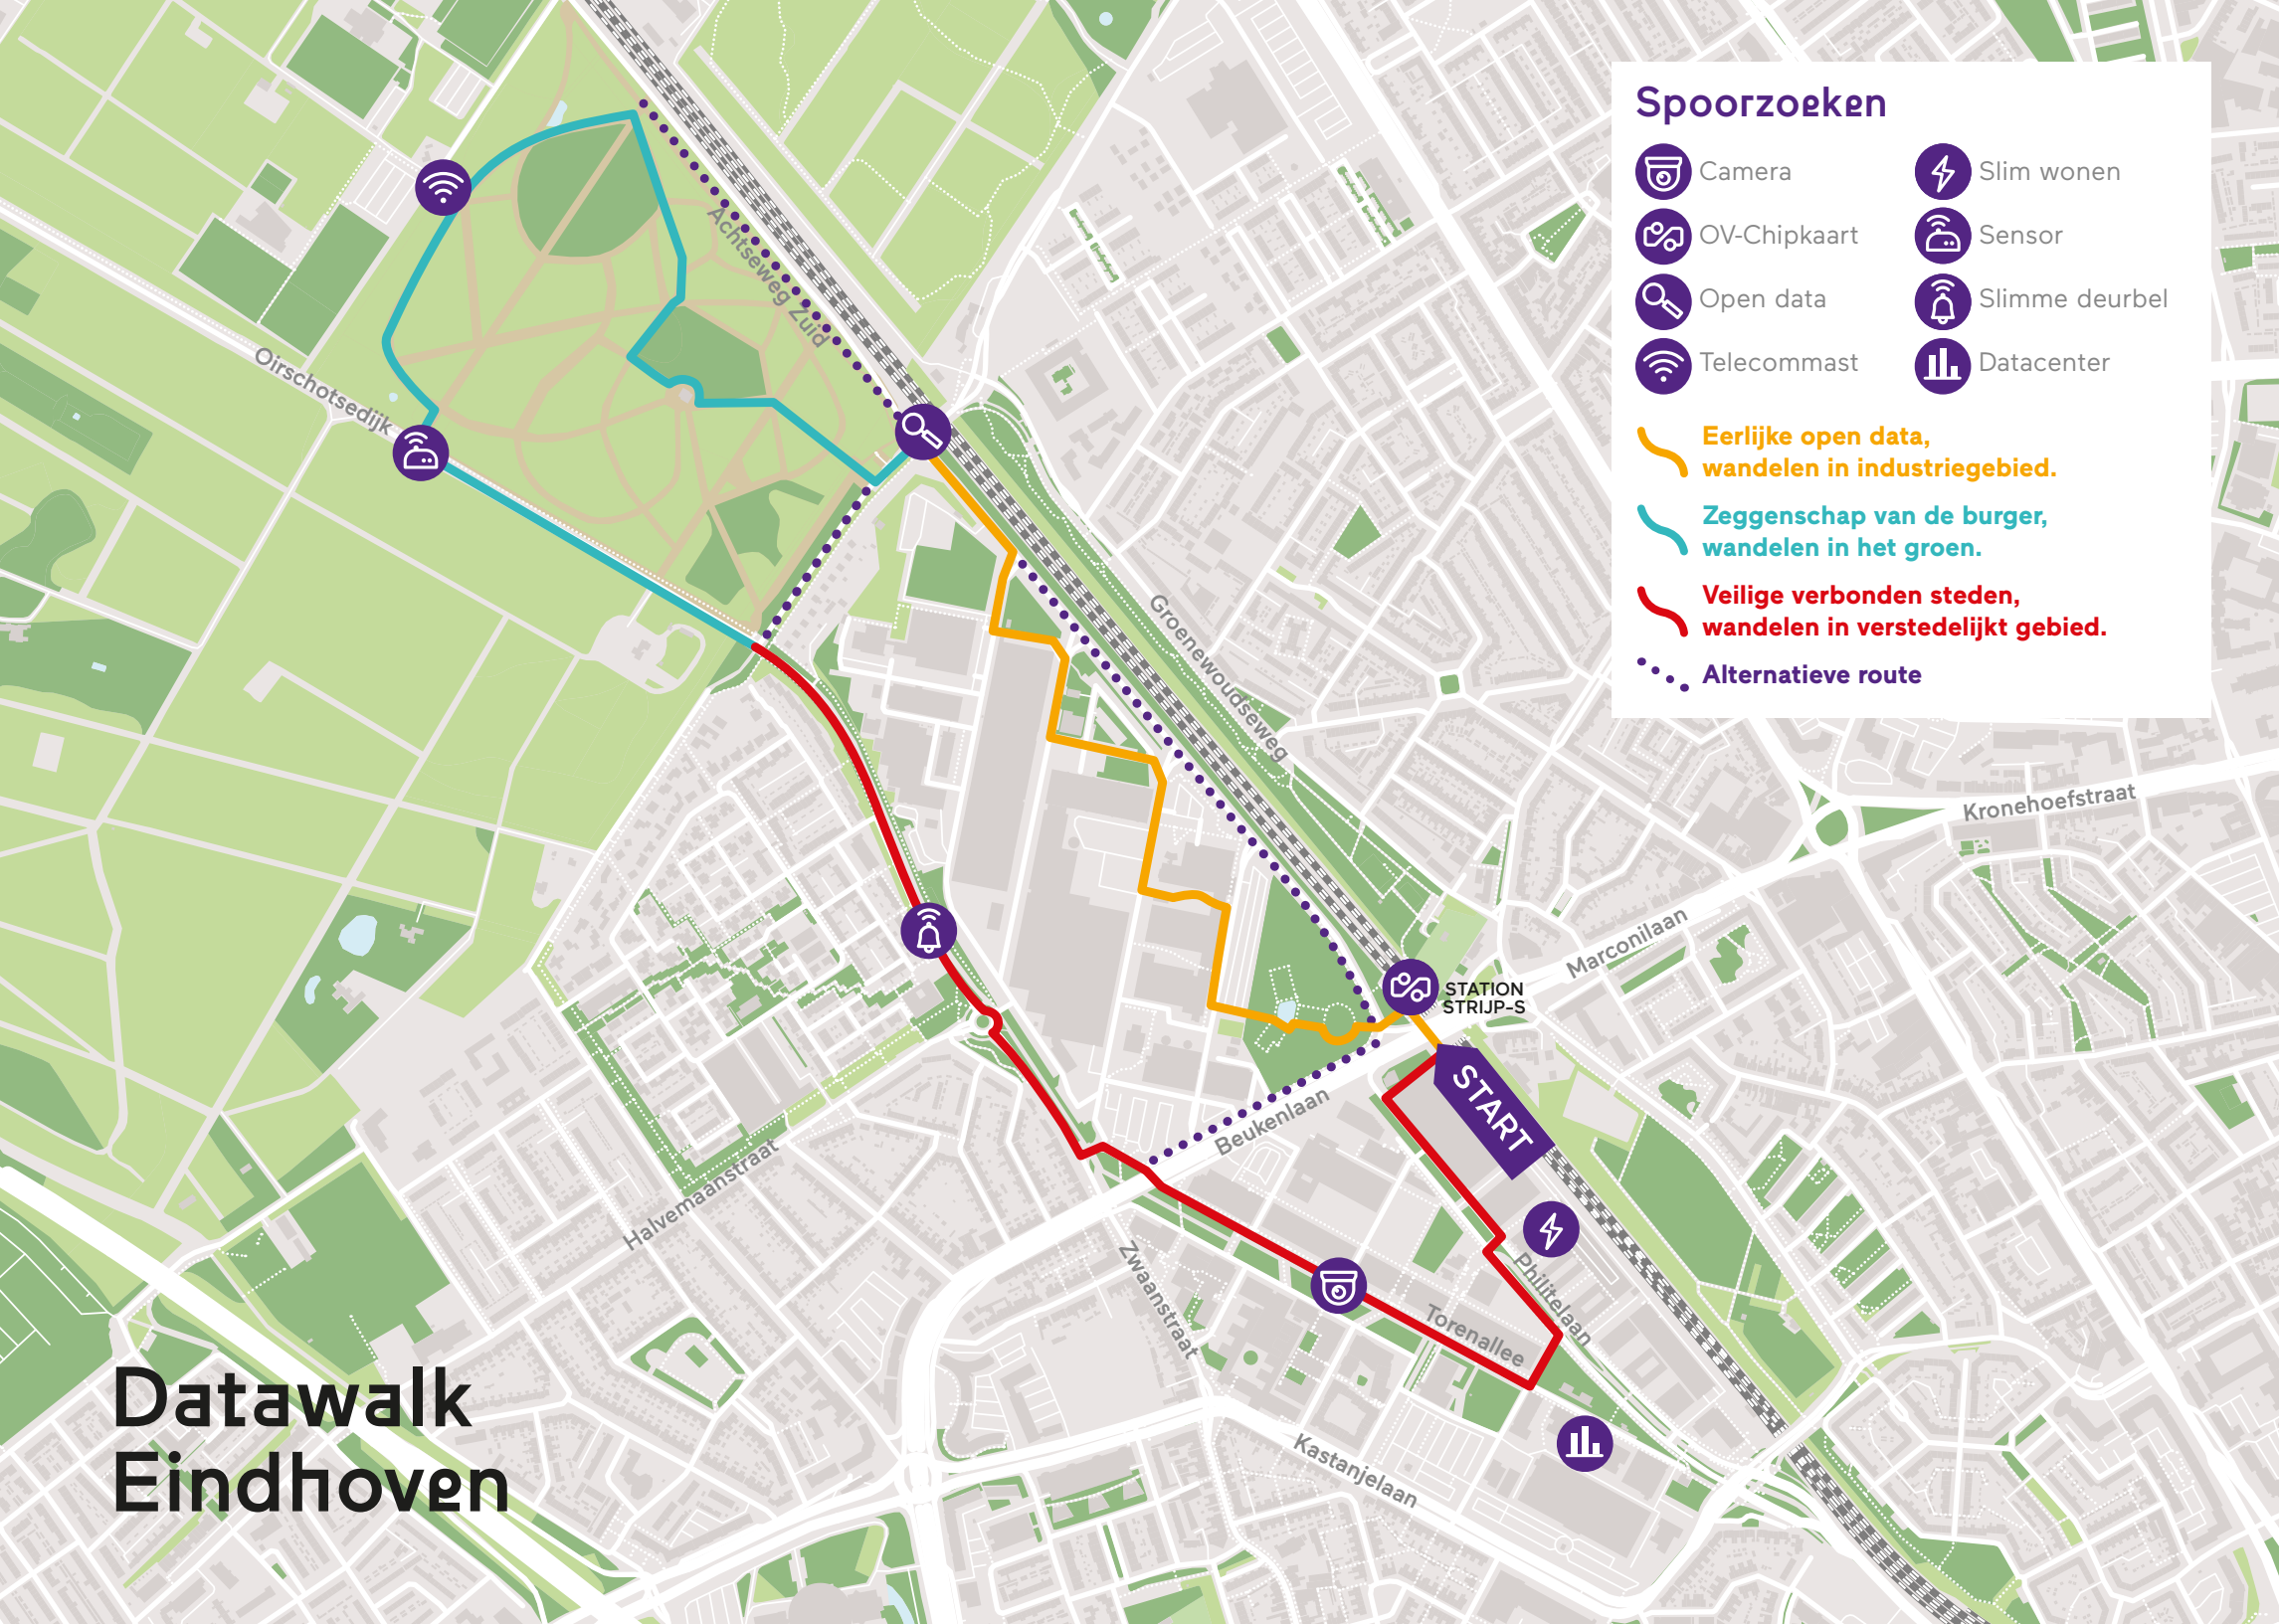 Spoorzoeken
Camera
Slim wonen
OV-Chipkaart
Sensor
Open data
Slimme deurbel
Telecommast
Datacenter
Eerlijke open data,
wandelen in industriegebied.
Zeggenschap van de burger,
wandelen in het groen.
Veilige verbonden steden,
wandelen in verstedelijkt gebied.
Alternatieve route
Achtseweg Zuid
Oirschotsedijk
Groenewoudseweg
Kronehoefstraat
Marconilaan
STATION
STRIJP-S
START
Beukenlaan
Halvemaanstraat
Zwaanstraat
Philitelaan
Torenallee
Kastanjelaan
Datawalk
Eindhoven